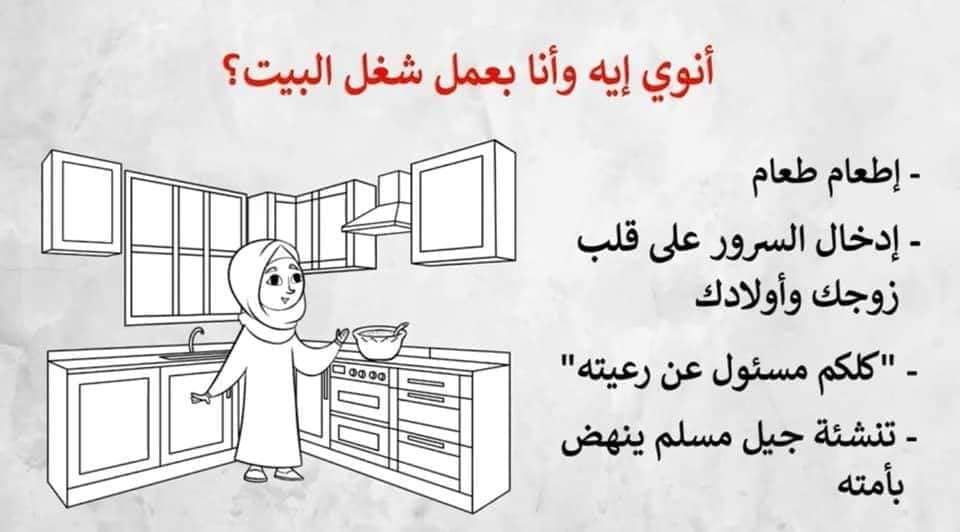 أنوي إيه وأنا بعمل شغل البيت؟
- إطعام طعام
- إدخال السرور على قلب
زوجك وأولادك
- "كلكم مسئول عن رعيته"
- تنشئة جيل مسلم ينهض
بأمته